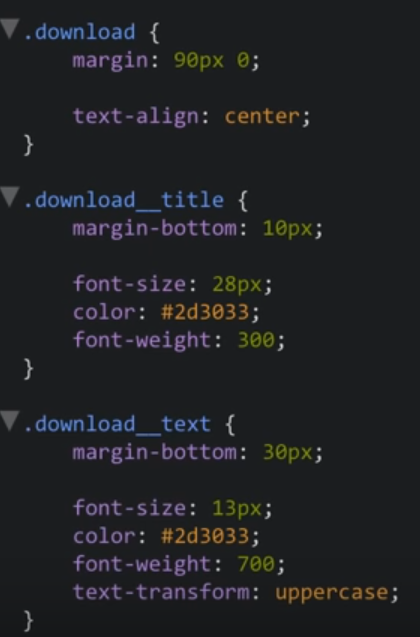 .download {
margin: 90px 0;
text-align: center;
}
.download__title {
margin-bottom: 10px;
font-size: 28px;
color: #2d3033;
font-weight: 300;
}
.download__text {
margin-bottom: 30px;
font-size: 13px;
color: #2d3033;
font-weight: 700;
text-transform: uppercase;
}